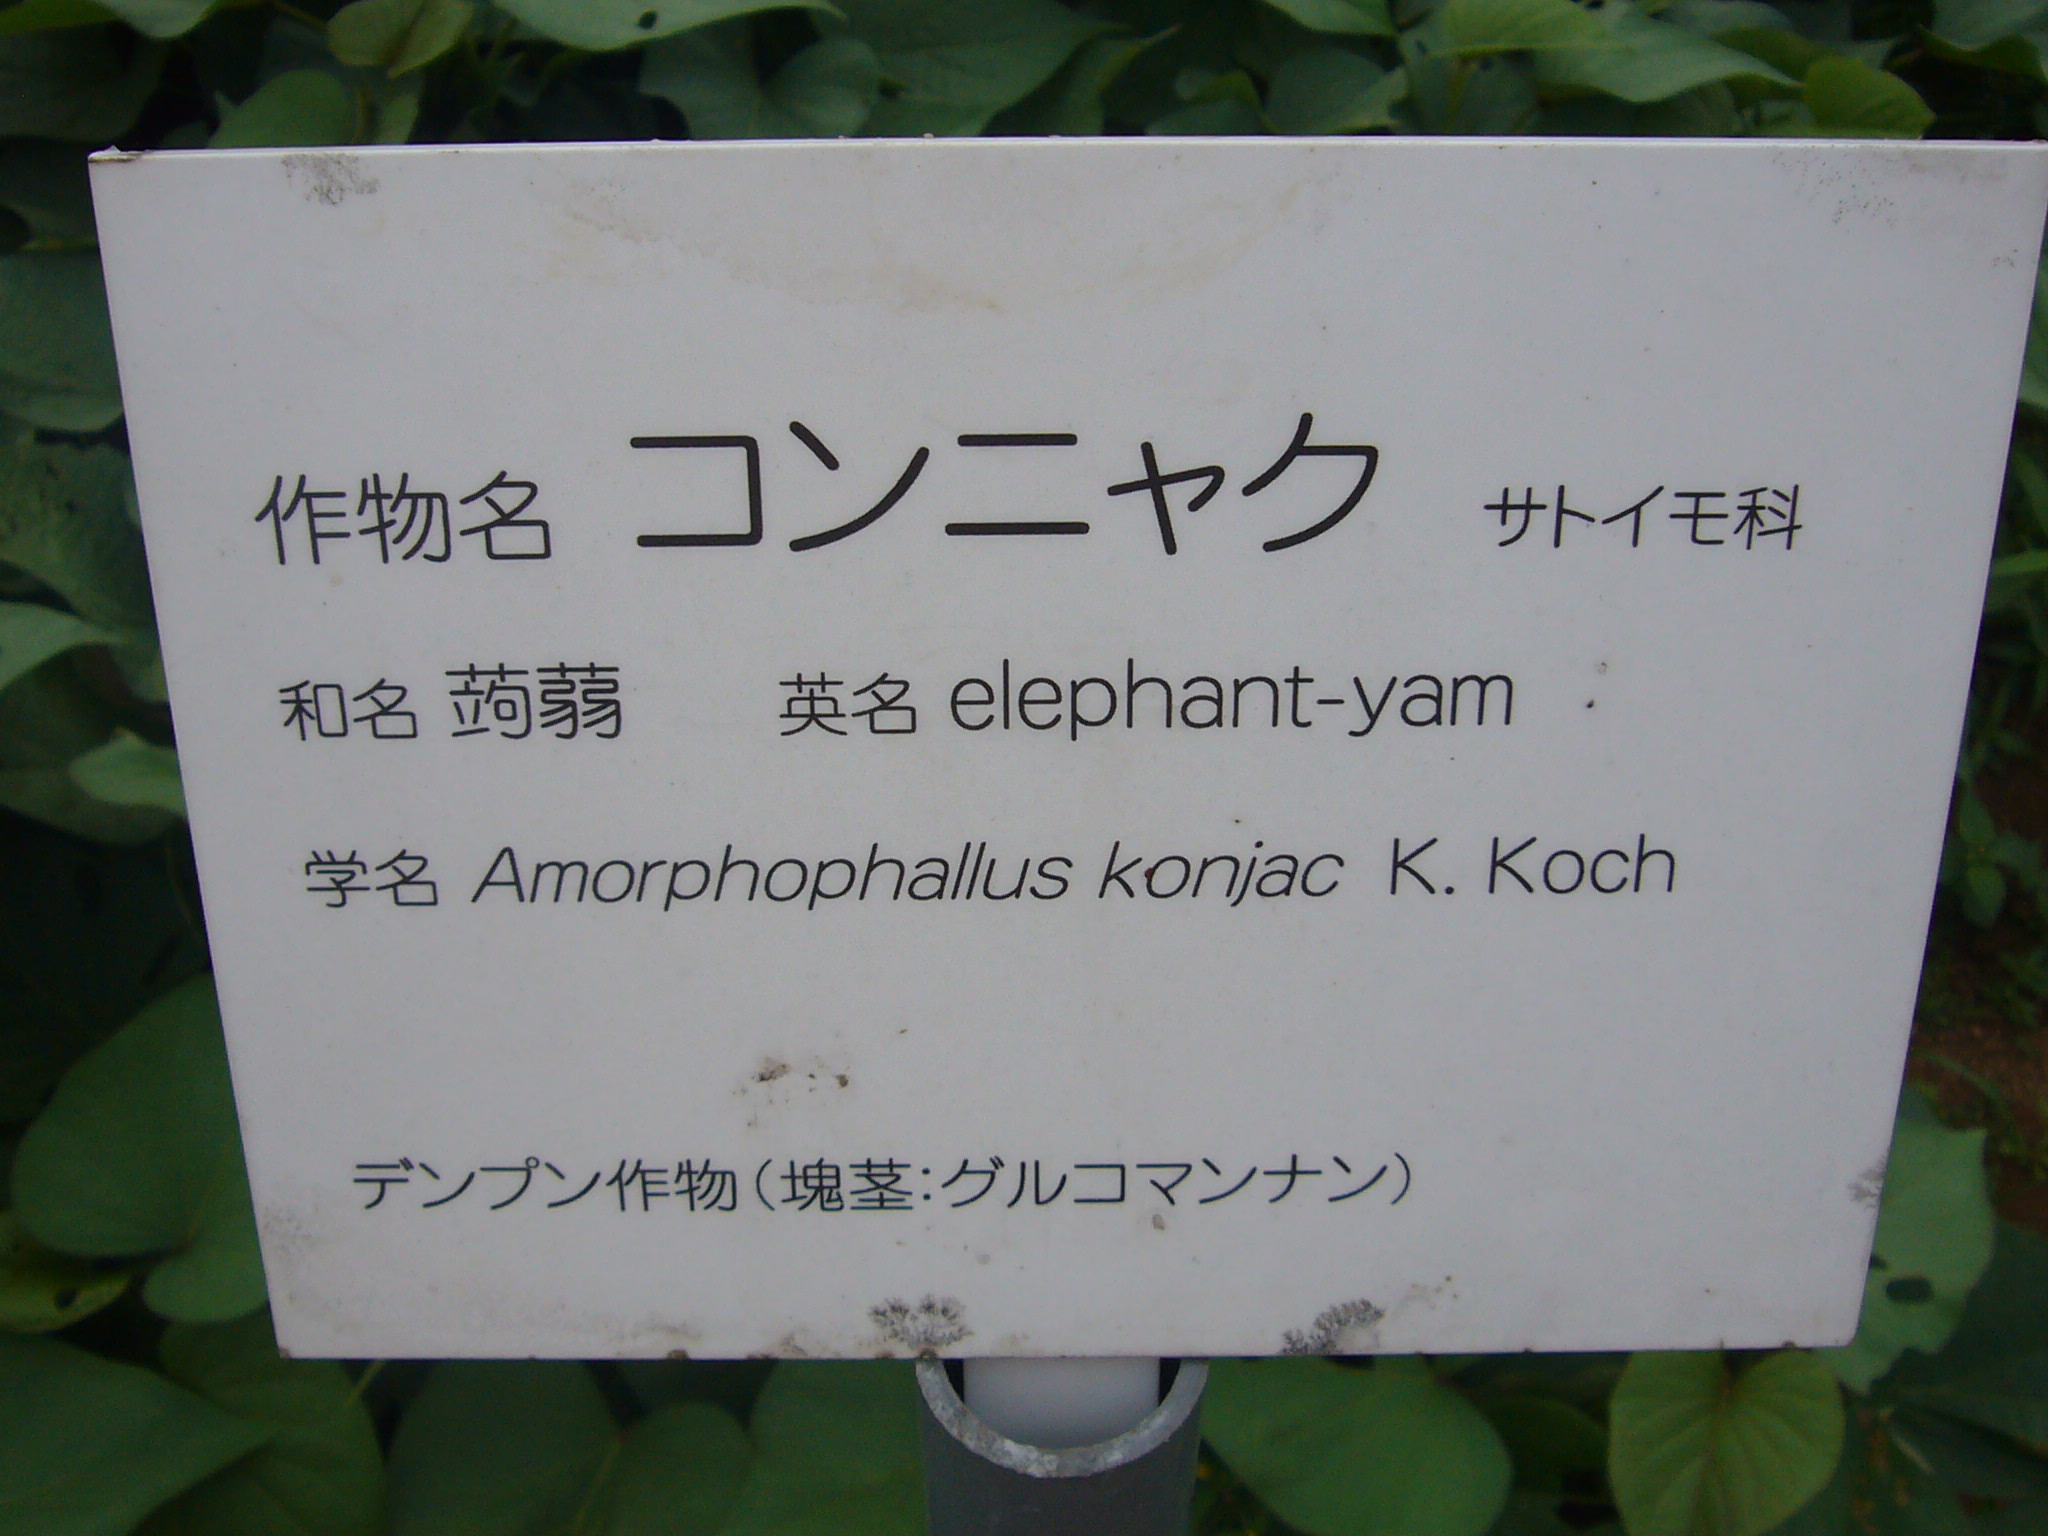 作物名 コンニャク サトイモ科
和名 蒟蒻 英名 elephant-yam
学名 Amorphophallus konjac K. Koch
デンプン作物（塊茎：グルコマンナン）